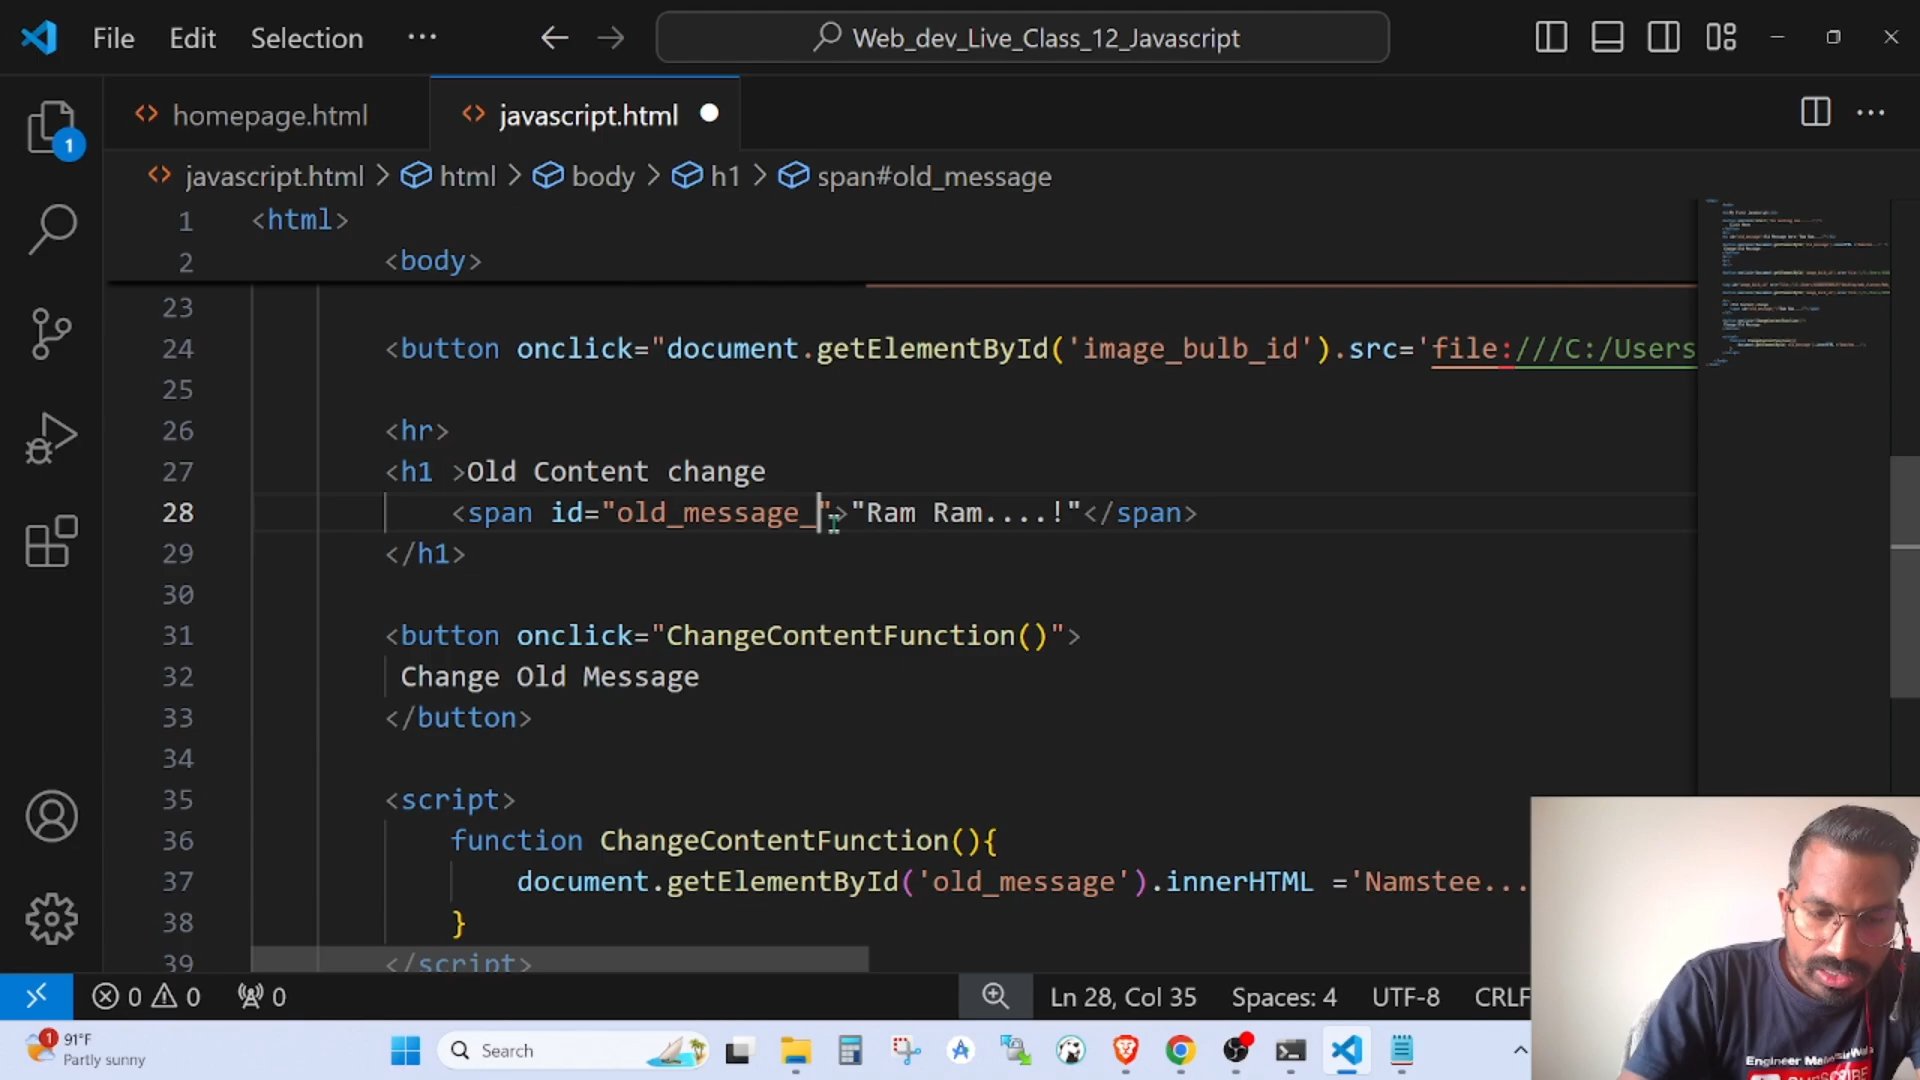 File Edit Selection ··· Web_dev_Live_Class_12_Javascript
homepage.html javascript.html
javascript.html > html > body > h1 > span#old_message
1 <html>
2 <body>
23
24 <button onclick="document.getElementById('image_bulb_id').src='file:///C:/Users
25
26 <hr>
27 <h1 >Old Content change
28 <span id="old_message_">"Ram Ram....!"</span>
29 </h1>
30
31 <button onclick="ChangeContentFunction()">
32 Change Old Message
33 </button>
34
35 <script>
36 function ChangeContentFunction(){
37 document.getElementById('old_message').innerHTML ='Namstee...
38 }
39 </script>
1
0 0 0 Ln 28, Col 35 Spaces: 4 UTF-8 CRLF
1 91°F
Partly sunny
Search
Engineer
SUBSCRIBE